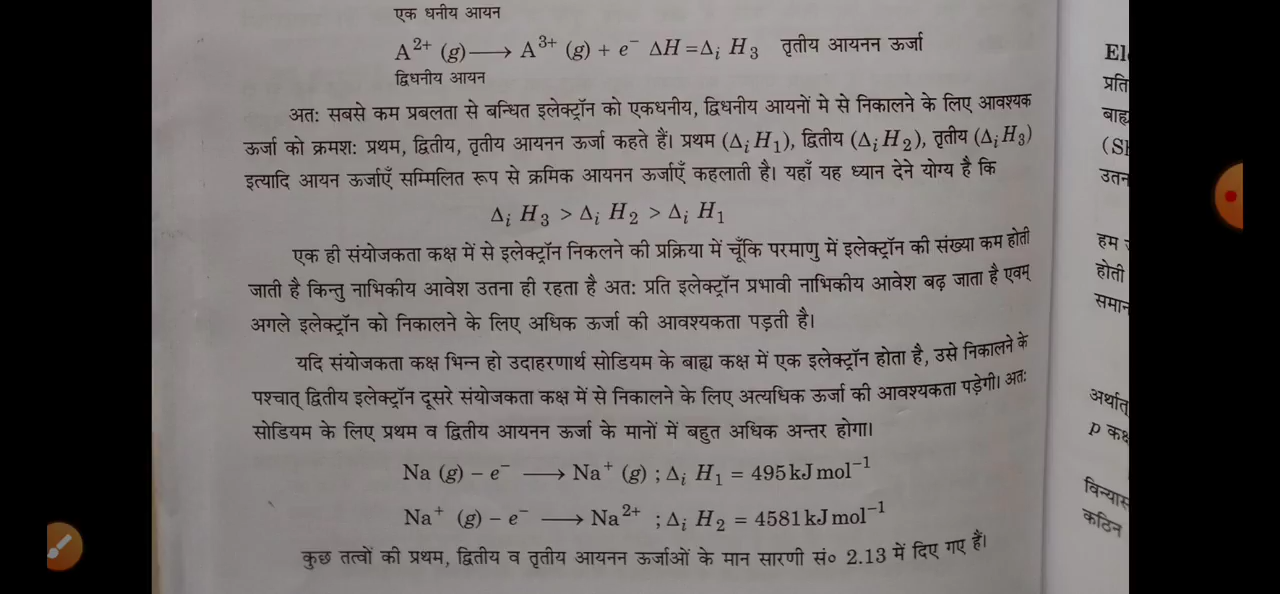 एक धनीय आयन
A²⁺ (g) ⟶ A³⁺ (g) + e⁻ ΔH = Δᵢ H₃ तृतीय आयनन ऊर्जा
द्विधनीय आयन
अतः सबसे कम प्रबलता से बन्धित इलेक्ट्रॉन को एकधनीय, द्विधनीय आयनों मे से निकालने के लिए आवश्यक
ऊर्जा को क्रमशः प्रथम, द्वितीय, तृतीय आयनन ऊर्जा कहते हैं। प्रथम (Δᵢ H₁), द्वितीय (Δᵢ H₂), तृतीय (Δᵢ H₃)
इत्यादि आयन ऊर्जाएँ सम्मिलित रूप से क्रमिक आयनन ऊर्जाएँ कहलाती है। यहाँ यह ध्यान देने योग्य है कि
Δᵢ H₃ > Δᵢ H₂ > Δᵢ H₁
एक ही संयोजकता कक्ष में से इलेक्ट्रॉन निकलने की प्रक्रिया में चूँकि परमाणु में इलेक्ट्रॉन की संख्या कम होती
जाती है किन्तु नाभिकीय आवेश उतना ही रहता है अतः प्रति इलेक्ट्रॉन प्रभावी नाभिकीय आवेश बढ़ जाता है एवम्
अगले इलेक्ट्रॉन को निकालने के लिए अधिक ऊर्जा की आवश्यकता पड़ती है।
यदि संयोजकता कक्ष भिन्न हो उदाहरणार्थ सोडियम के बाह्य कक्ष में एक इलेक्ट्रॉन होता है, उसे निकालने के
पश्चात् द्वितीय इलेक्ट्रॉन दूसरे संयोजकता कक्ष में से निकालने के लिए अत्यधिक ऊर्जा की आवश्यकता पड़ेगी। अतः
सोडियम के लिए प्रथम व द्वितीय आयनन ऊर्जा के मानों में बहुत अधिक अन्तर होगा।
Na (g) – e⁻ ⟶ Na⁺ (g) ; Δᵢ H₁ = 495 kJ mol⁻¹
Na⁺ (g) – e⁻ ⟶ Na²⁺ ; Δᵢ H₂ = 4581 kJ mol⁻¹
कुछ तत्वों की प्रथम, द्वितीय व तृतीय आयनन ऊर्जाओं के मान सारणी सं० 2.13 में दिए गए हैं।
प्रति
बाह्य
उतन
हम
होती
समान
अर्थात्
p कक्ष
विन्यास
कठिन